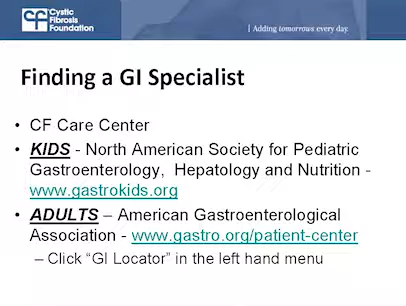 CF
Cystic
Fibrosis
Foundation
Adding tomorrows every day.
Finding a GI Specialist
• CF Care Center
• KIDS - North American Society for Pediatric
Gastroenterology, Hepatology and Nutrition -
www.gastrokids.org
• ADULTS – American Gastroenterological
Association - www.gastro.org/patient-center
– Click “GI Locator” in the left hand menu